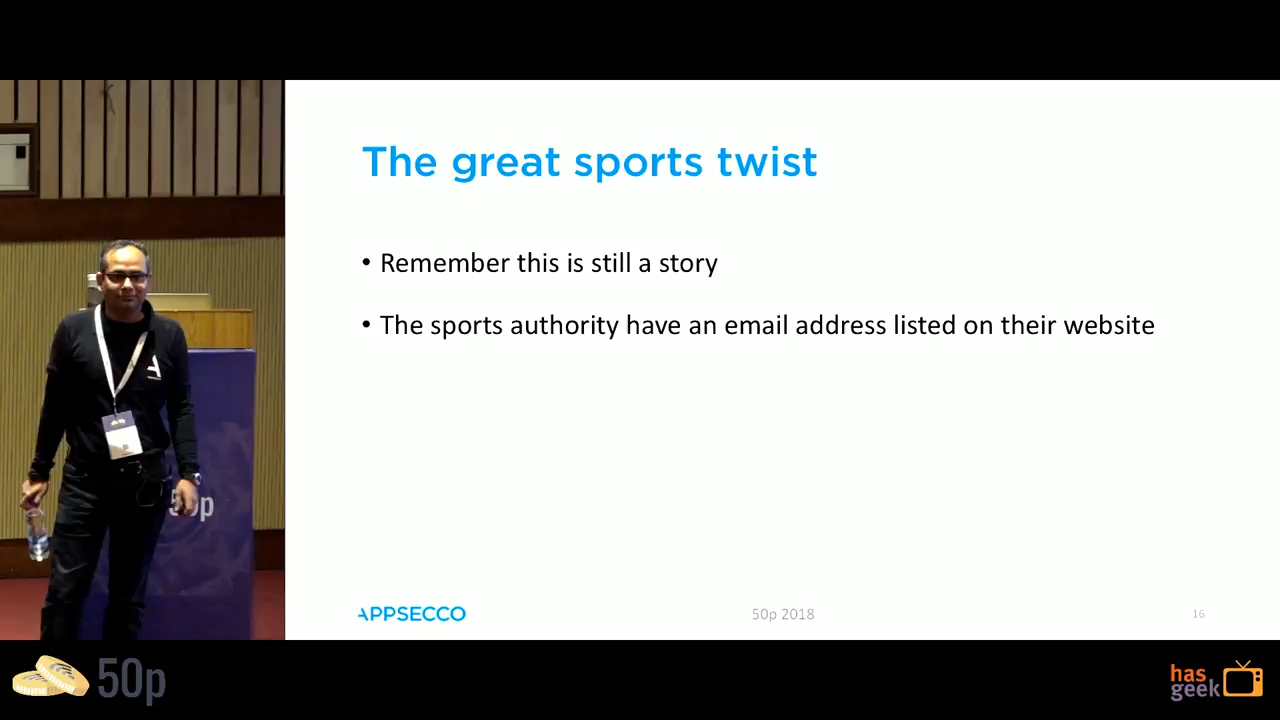 The great sports twist
• Remember this is still a story
• The sports authority have an email address listed on their website
APPSECCO
50p 2018
16
50p
50p
has
geek